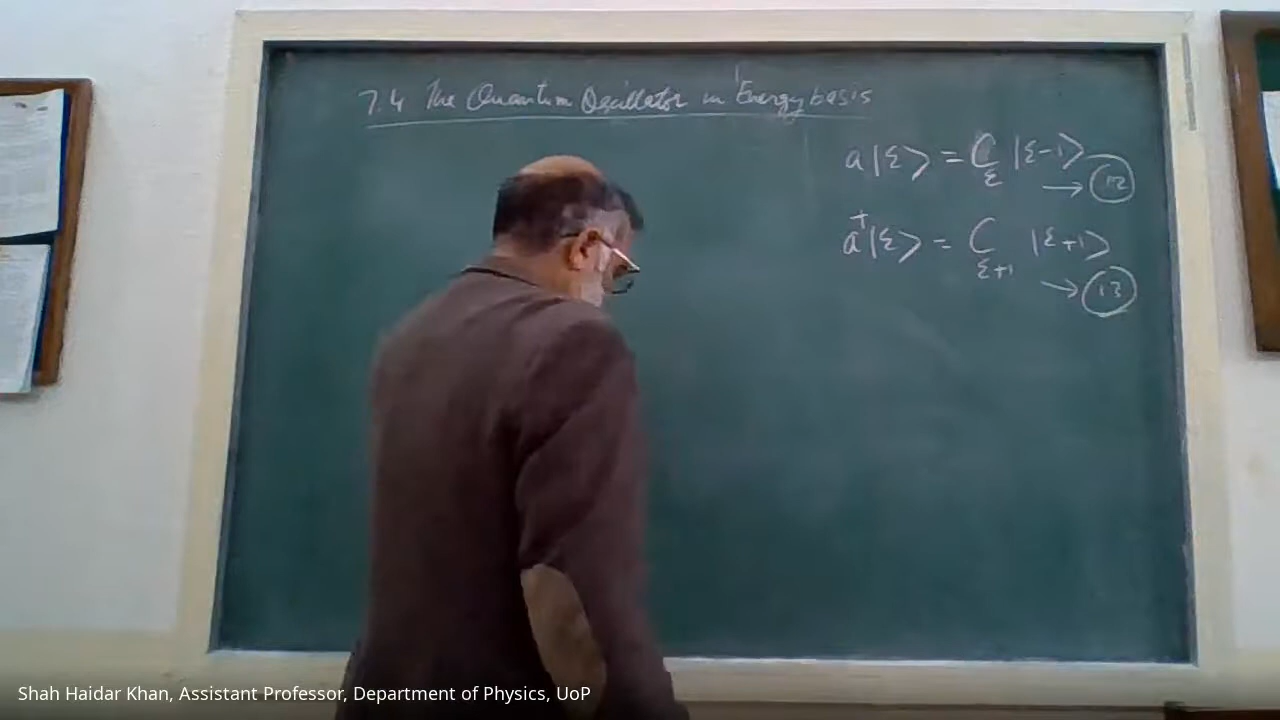 7.4 The Quantum Oscillator in Energy basis
a|ε⟩ = C_ε |ε-1⟩
→ (12)
a†|ε⟩ = C_{ε+1} |ε+1⟩
→ (13)
Shah Haidar Khan, Assistant Professor, Department of Physics, UoP